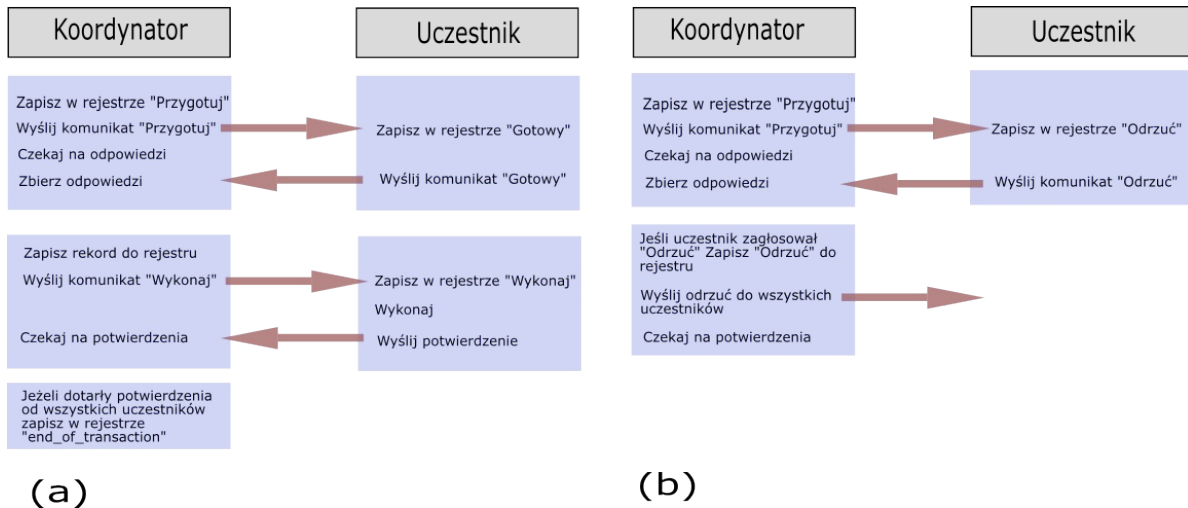 Koordynator
Uczestnik
Zapisz w rejestrze "Przygotuj"
Wyślij komunikat "Przygotuj"
Czekaj na odpowiedzi
Zbierz odpowiedzi
Zapisz w rejestrze "Gotowy"
Wyślij komunikat "Gotowy"
Zapisz rekord do rejestru
Wyślij komunikat "Wykonaj"
Czekaj na potwierdzenia
Zapisz w rejestrze "Wykonaj"
Wykonaj
Wyślij potwierdzenie
Jeżeli dotarły potwierdzenia
od wszystkich uczestników
zapisz w rejestrze
"end_of_transaction"
(a)
Koordynator
Uczestnik
Zapisz w rejestrze "Przygotuj"
Wyślij komunikat "Przygotuj"
Czekaj na odpowiedzi
Zbierz odpowiedzi
Zapisz w rejestrze "Odrzuć"
Wyślij komunikat "Odrzuć"
Jeśli uczestnik zagłosował
"Odrzuć" Zapisz "Odrzuć" do
rejestru
Wyślij odrzuć do wszystkich
uczestników
Czekaj na potwierdzenia
(b)